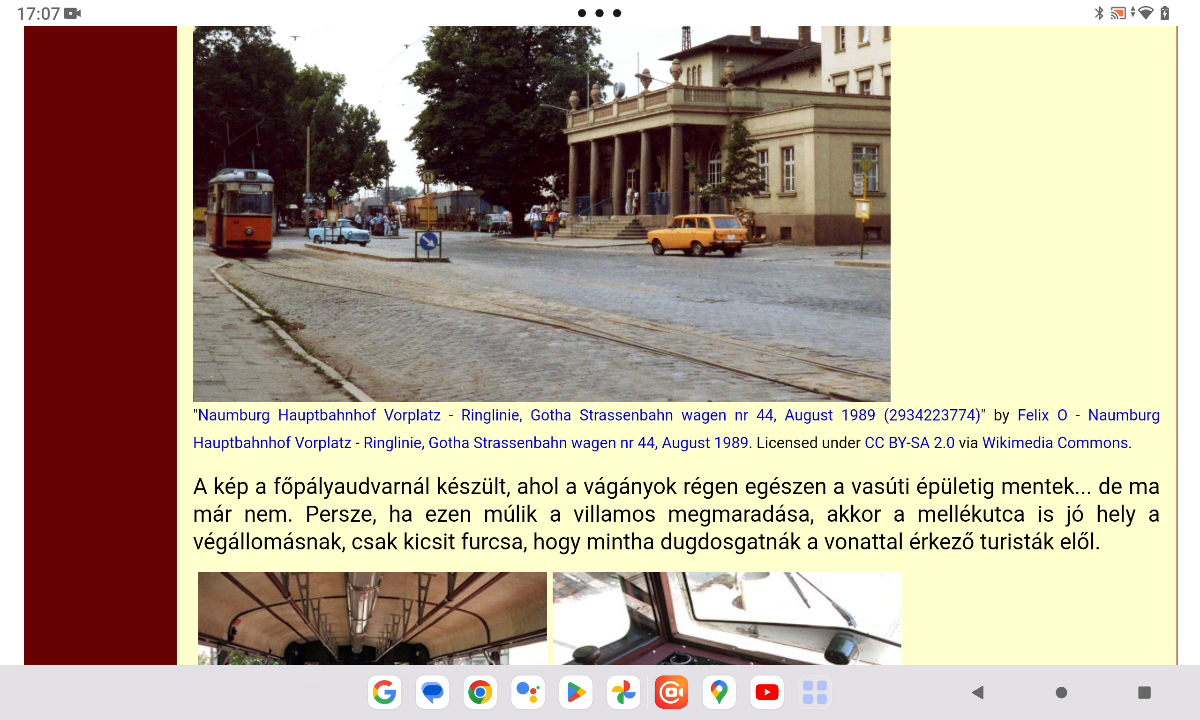 17:07
"Naumburg Hauptbahnhof Vorplatz - Ringlinie, Gotha Strassenbahn wagen nr 44, August 1989 (2934223774)" by Felix O - Naumburg
Hauptbahnhof Vorplatz - Ringlinie, Gotha Strassenbahn wagen nr 44, August 1989. Licensed under CC BY-SA 2.0 via Wikimedia Commons.
A kép a főpályaudvarnál készült, ahol a vágányok régen egészen a vasúti épületig mentek... de ma
már nem. Persze, ha ezen múlik a villamos megmaradása, akkor a mellékutca is jó hely a
végállomásnak, csak kicsit furcsa, hogy mintha dugdosgatnák a vonattal érkező turisták elől.